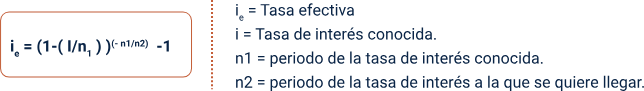 iₑ = (1-( I/n₁ ) )⁽⁻ ⁿ¹/ⁿ²⁾ -1
iₑ = Tasa efectiva
i = Tasa de interés conocida.
n1 = periodo de la tasa de interés conocida.
n2 = periodo de la tasa de interés a la que se quiere llegar.